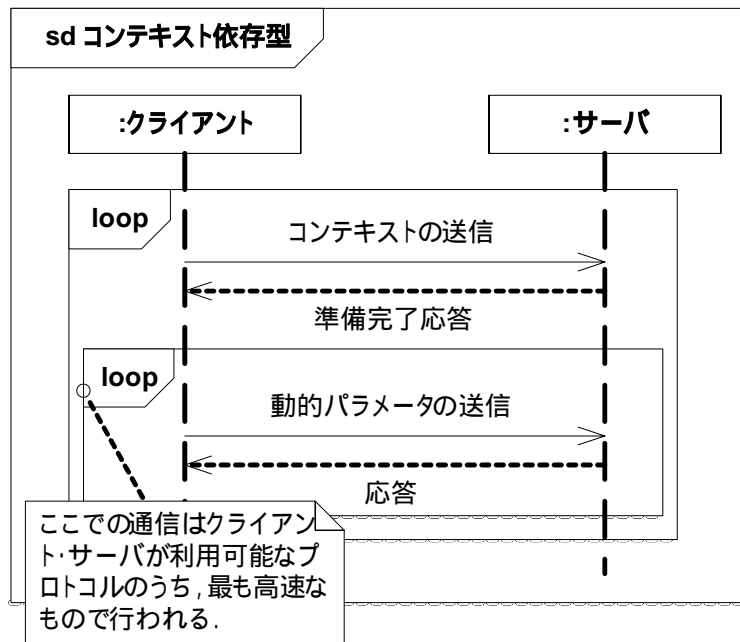 sd コンテキスト依存型
:クライアント
:サーバ
loop
コンテキストの送信
準備完了応答
loop
動的パラメータの送信
応答
ここでの通信はクライアン
ト・サーバが利用可能なプ
ロトコルのうち,最も高速な
もので行われる.